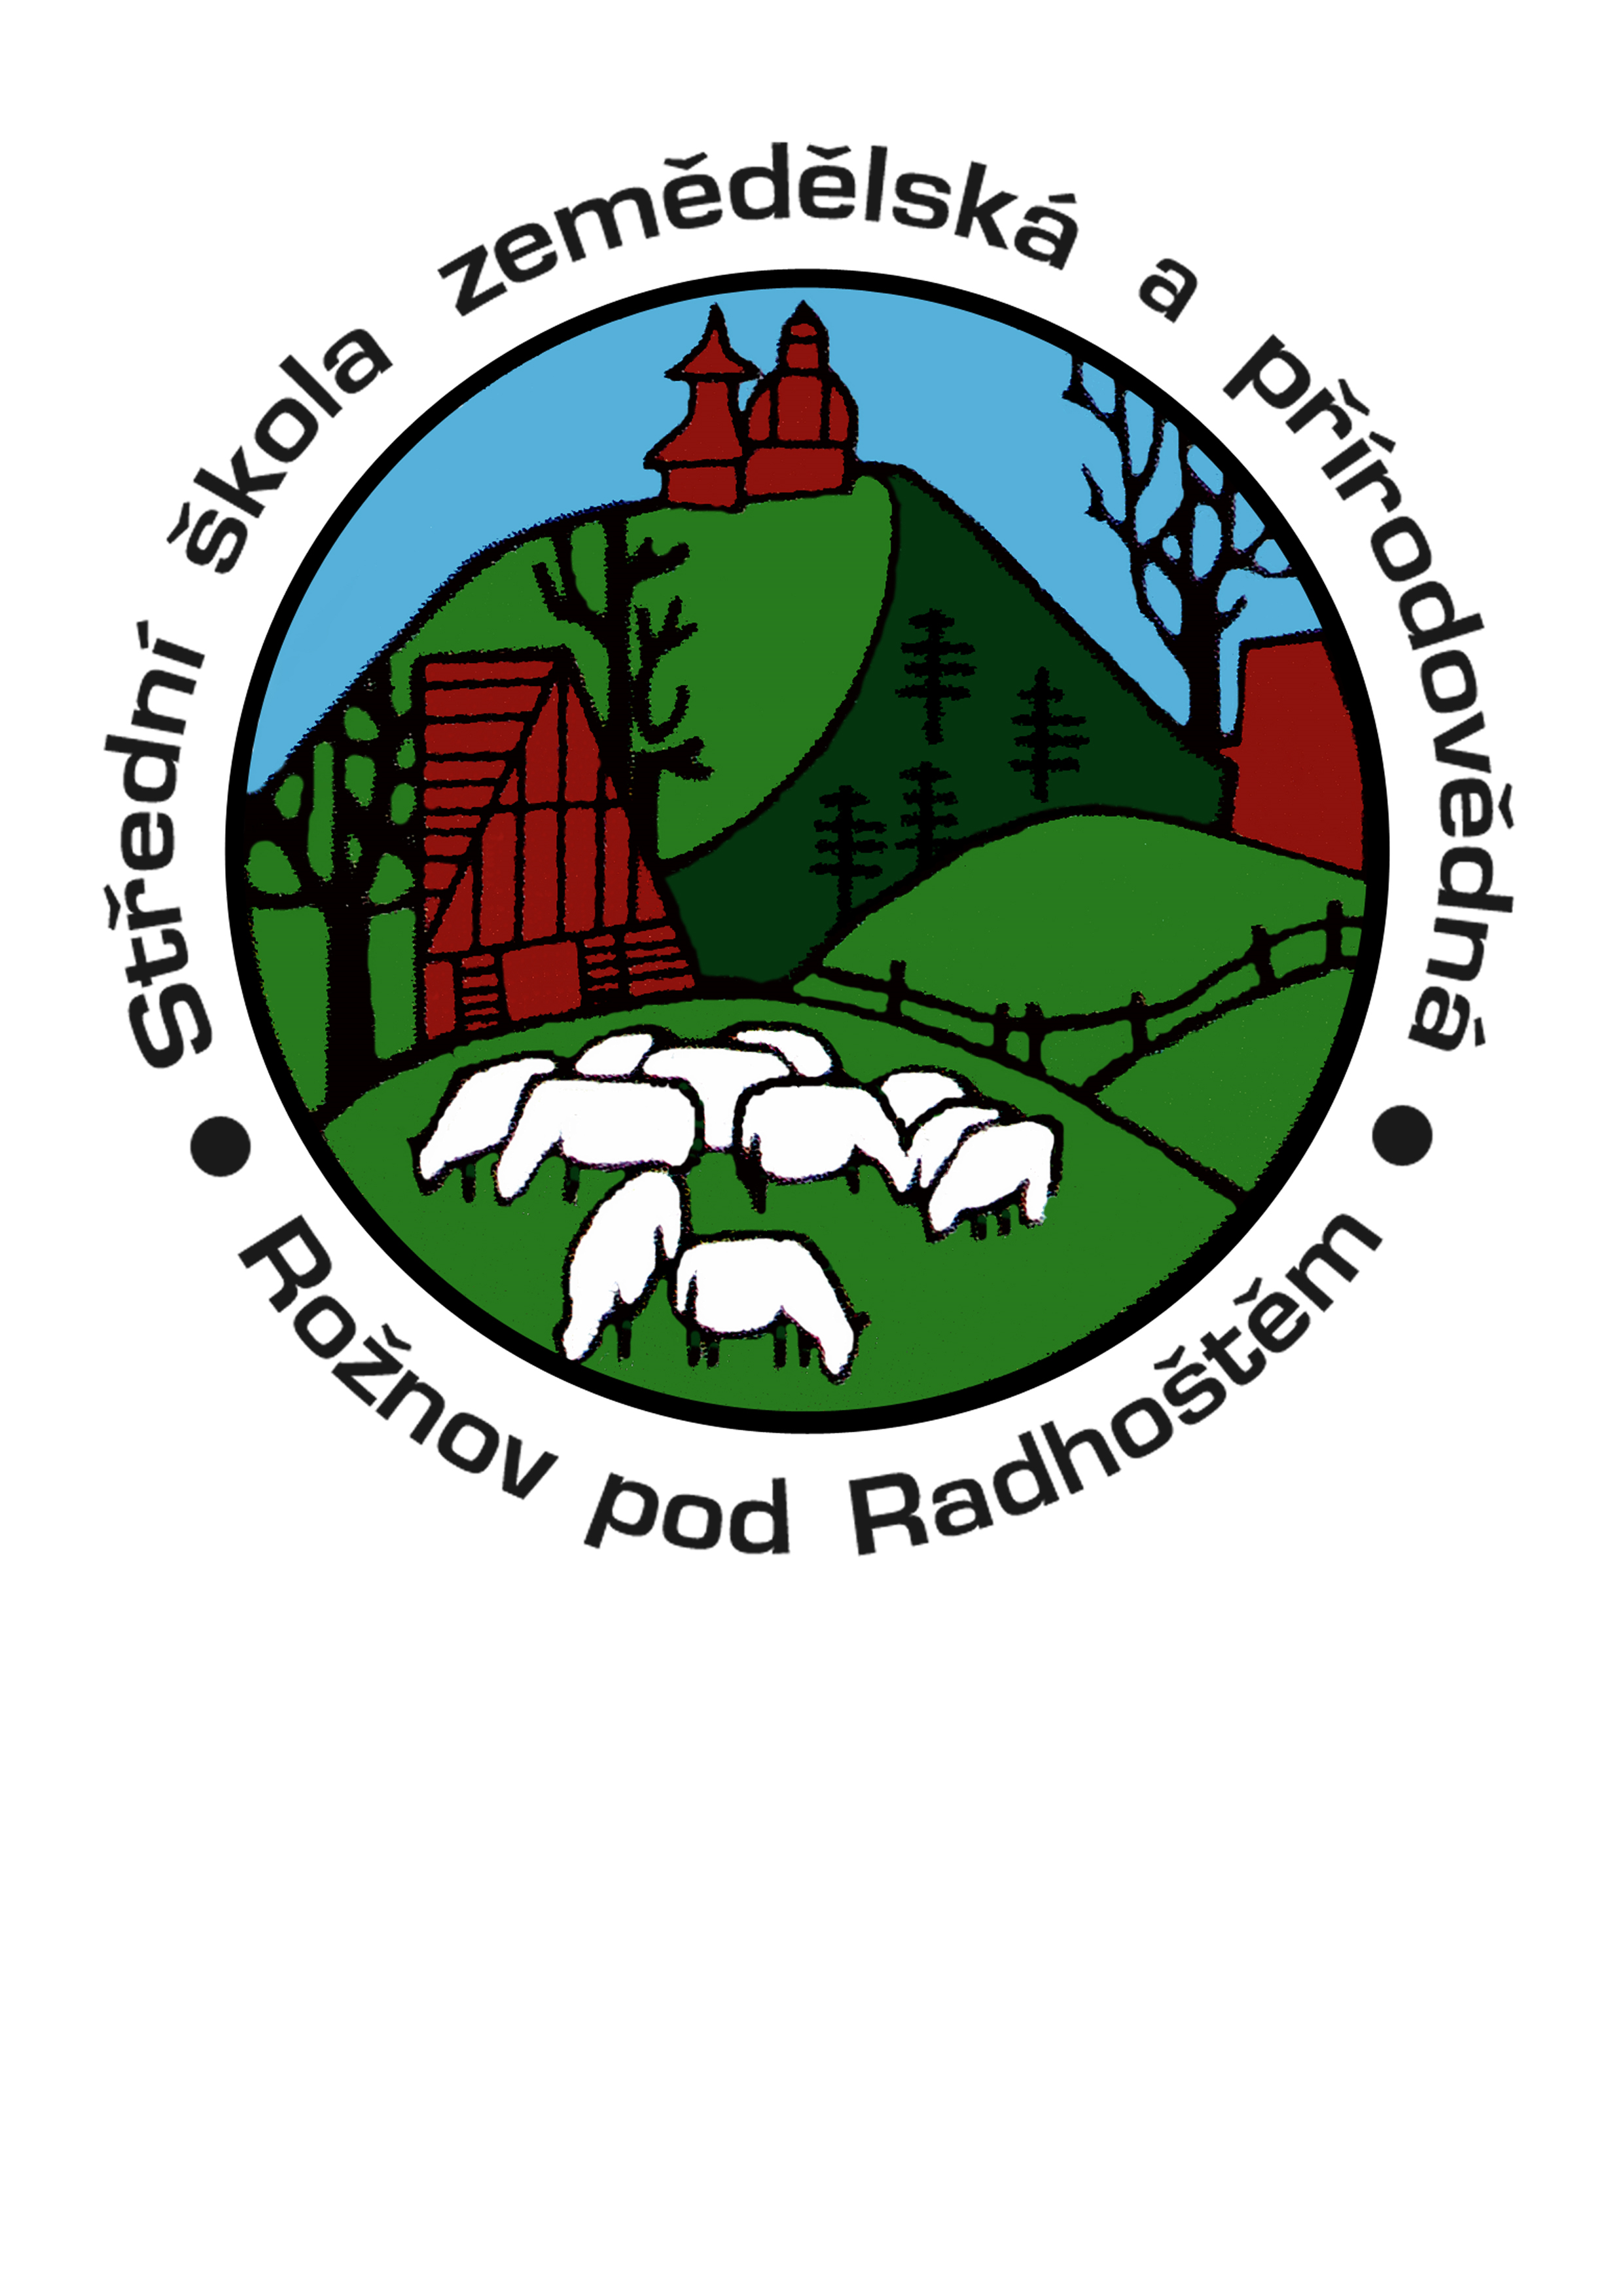 Střední škola zemědělská a přírodovědná
Rožnov pod Radhoštěm